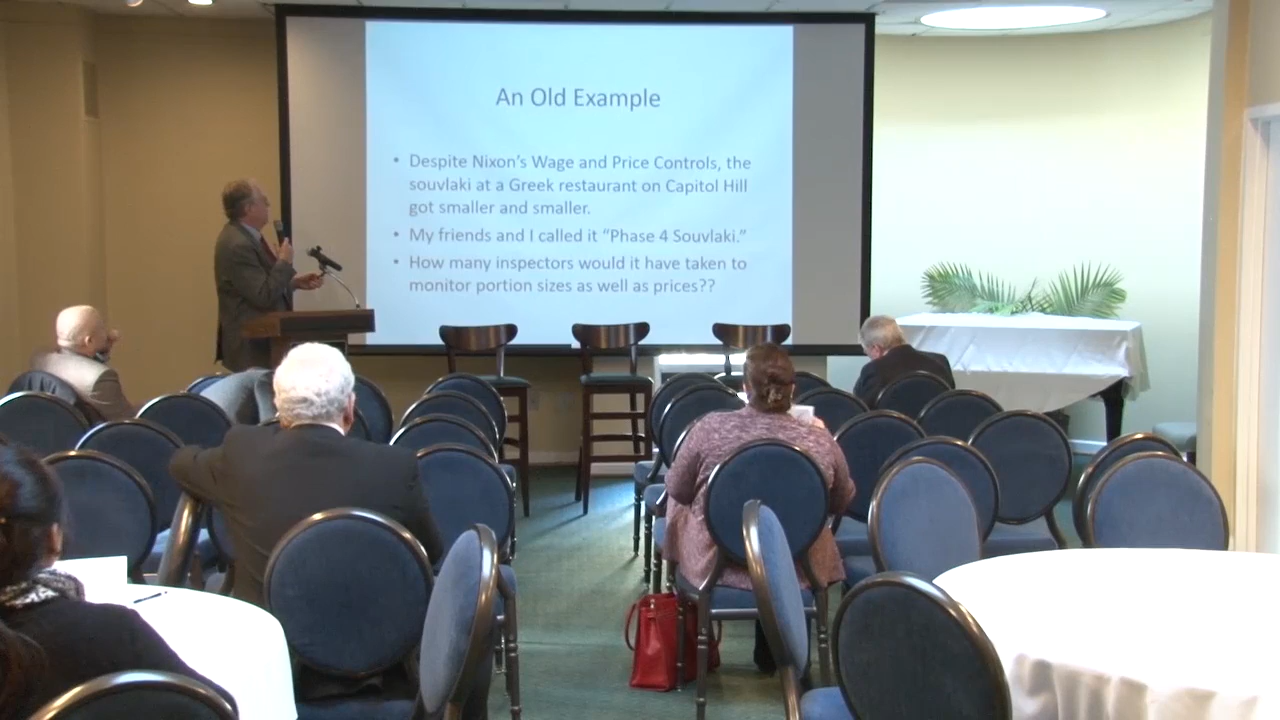 An Old Example
• Despite Nixon's Wage and Price Controls, the
souvlaki at a Greek restaurant on Capitol Hill
got smaller and smaller.
• My friends and I called it “Phase 4 Souvlaki.”
• How many inspectors would it have taken to
monitor portion sizes as well as prices??